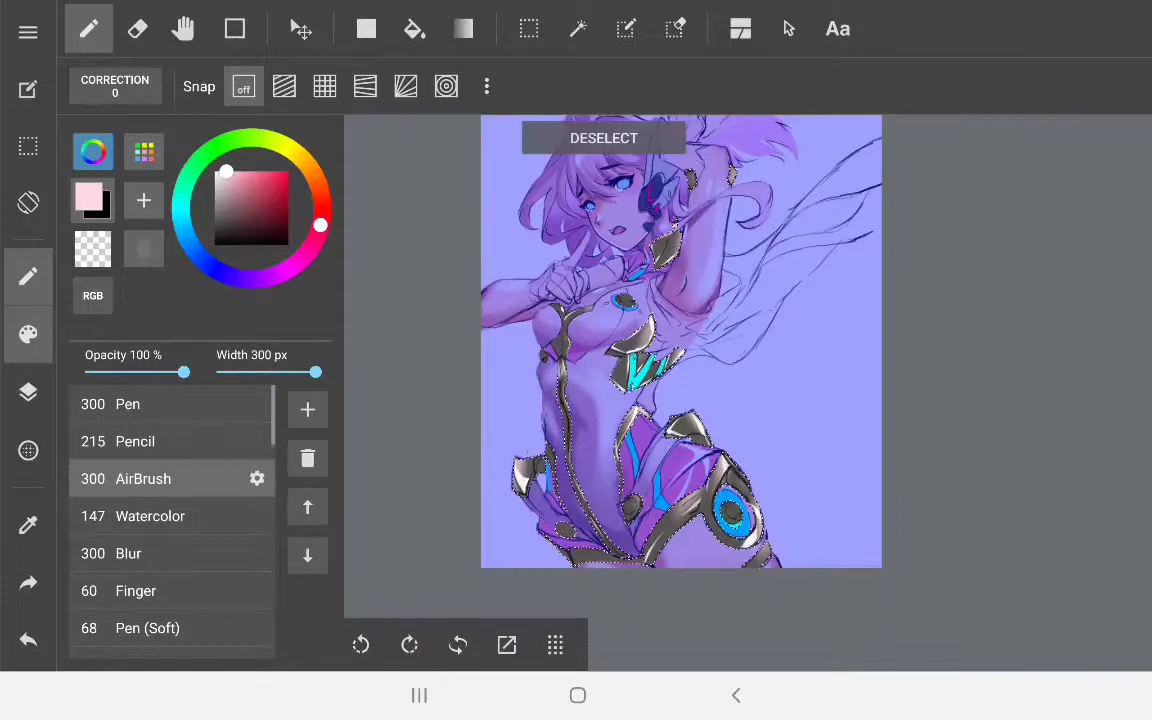 Aa
CORRECTION
0
Snap
off
DESELECT
RGB
Opacity 100 %
Width 300 px
300 Pen
215 Pencil
300 AirBrush
147 Watercolor
300 Blur
60 Finger
68 Pen (Soft)